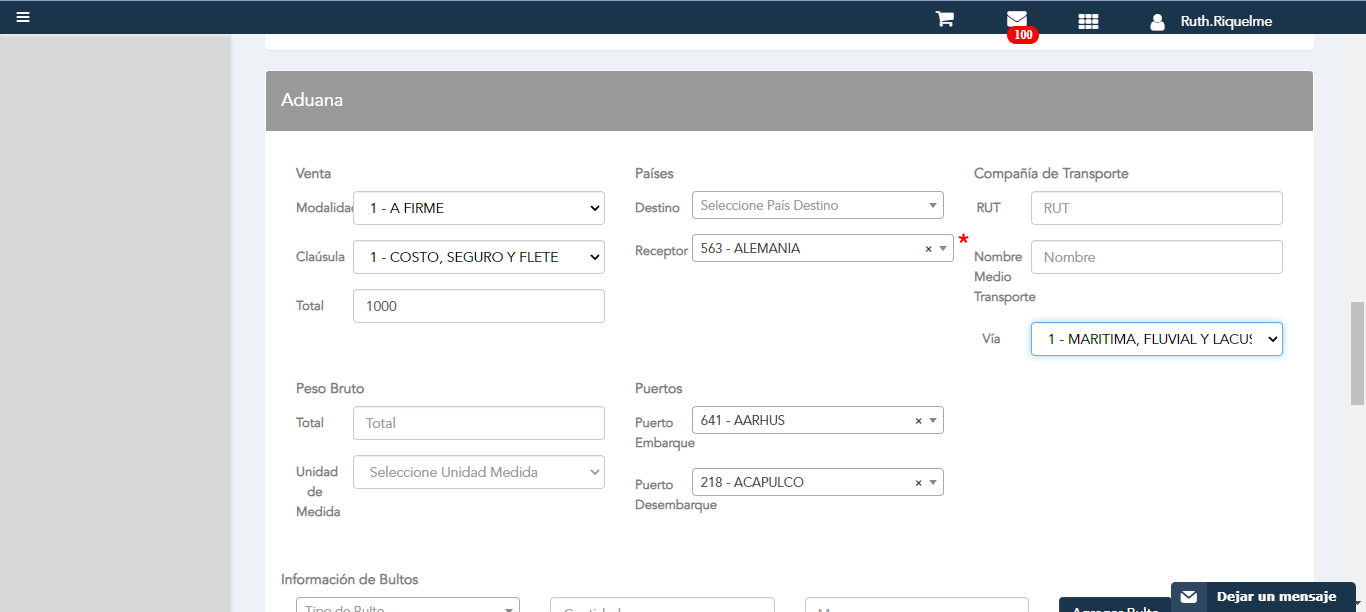 100
Ruth.Riquelme
Aduana
Venta
Modalidad
1 - A FIRME
Claúsula
1 - COSTO, SEGURO Y FLETE
Total
1000
Países
Destino
Seleccione País Destino
Receptor
563 - ALEMANIA
×
*
Compañía de Transporte
RUT
RUT
Nombre
Medio
Transporte
Nombre
Vía
1 - MARITIMA, FLUVIAL Y LACUS
Peso Bruto
Total
Total
Unidad
de
Medida
Seleccione Unidad Medida
Puertos
Puerto
Embarque
641 - AARHUS
×
Puerto
Desembarque
218 - ACAPULCO
×
Información de Bultos
Tipo de Bulto
Cantidad
Agregar Bulto
Dejar un mensaje